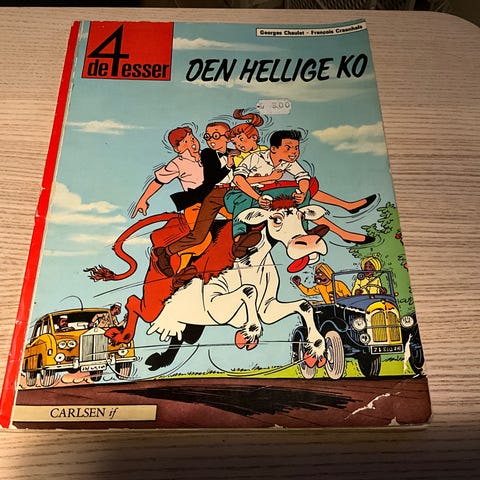 Georges Chaulet - François Craenhals
de 4 esser
DEN HELLIGE KO
CARLSEN if